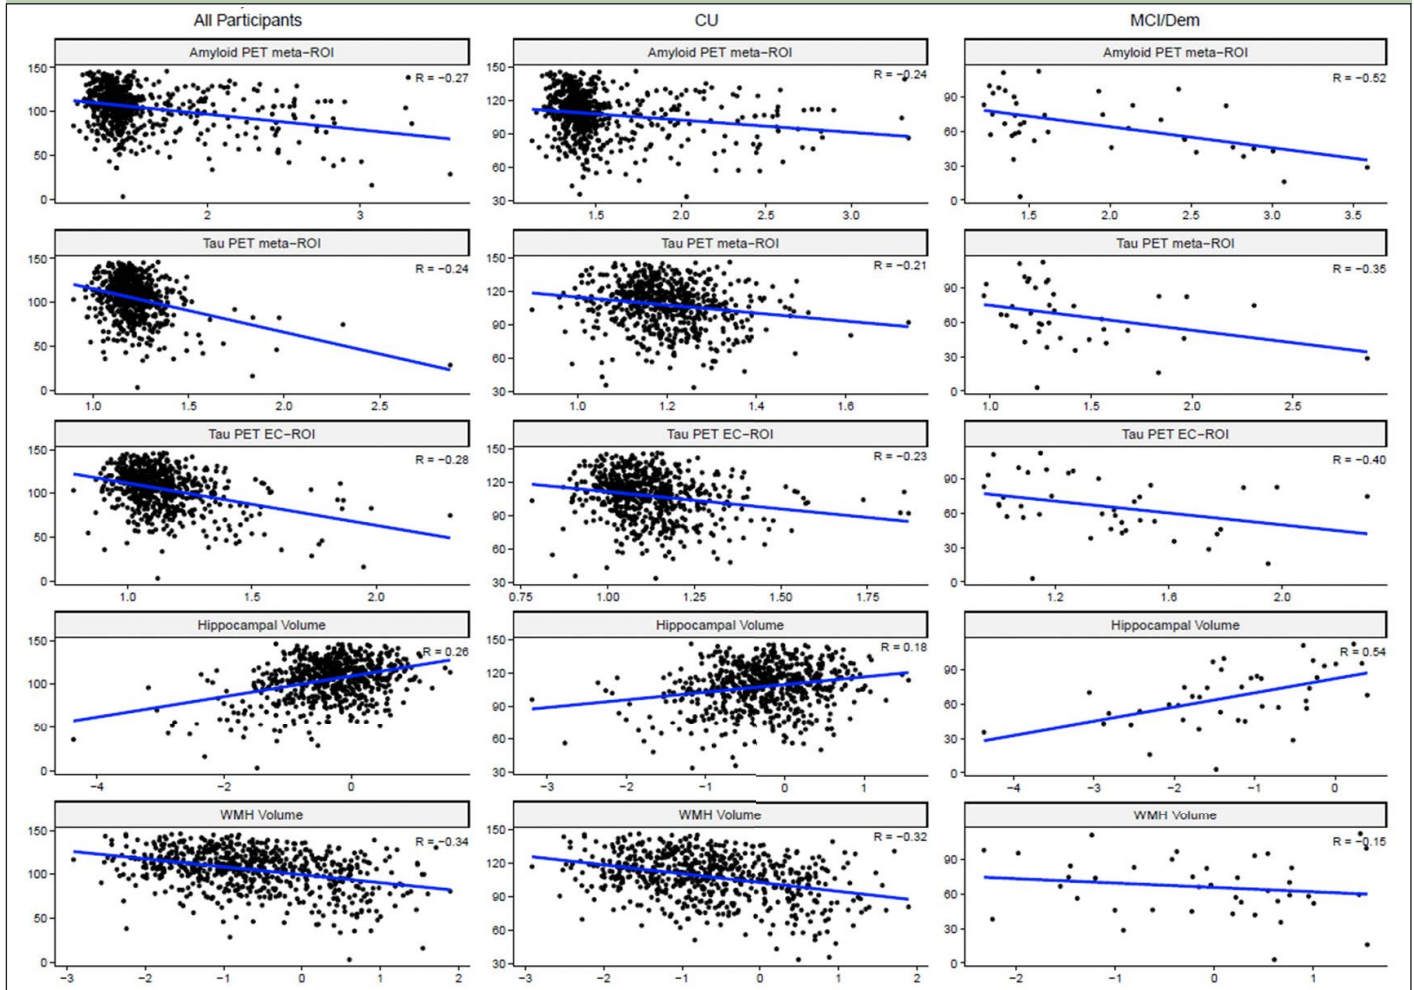 All Participants CU MCI/Dem
Amyloid PET meta−ROI Amyloid PET meta−ROI Amyloid PET meta−ROI
R = −0.27 R = −0.24 R = −0.52
150 100 50 0
150 120 90 60 30
90 60 30 0
2 3
1.5 2.0 2.5 3.0
1.5 2.0 2.5 3.0 3.5
Tau PET meta−ROI Tau PET meta−ROI Tau PET meta−ROI
R = −0.24 R = −0.21 R = −0.35
150 100 50 0
150 120 90 60 30
90 60 30 0
1.0 1.5 2.0 2.5
1.0 1.2 1.4 1.6
1.0 1.5 2.0 2.5
Tau PET EC−ROI Tau PET EC−ROI Tau PET EC−ROI
R = −0.28 R = −0.23 R = −0.40
150 100 50 0
150 120 90 60 30
90 60 30 0
1.0 1.5 2.0
0.75 1.00 1.25 1.50 1.75
1.2 1.6 2.0
Hippocampal Volume Hippocampal Volume Hippocampal Volume
R = 0.26 R = 0.18 R = 0.54
150 100 50 0
150 120 90 60 30
90 60 30 0
−4 −2 0
−3 −2 −1 0 1
−4 −3 −2 −1 0
WMH Volume WMH Volume WMH Volume
R = −0.34 R = −0.32 R = −0.15
150 100 50 0
150 120 90 60 30
90 60 30 0
−3 −2 −1 0 1 2
−3 −2 −1 0 1 2
−2 −1 0 1